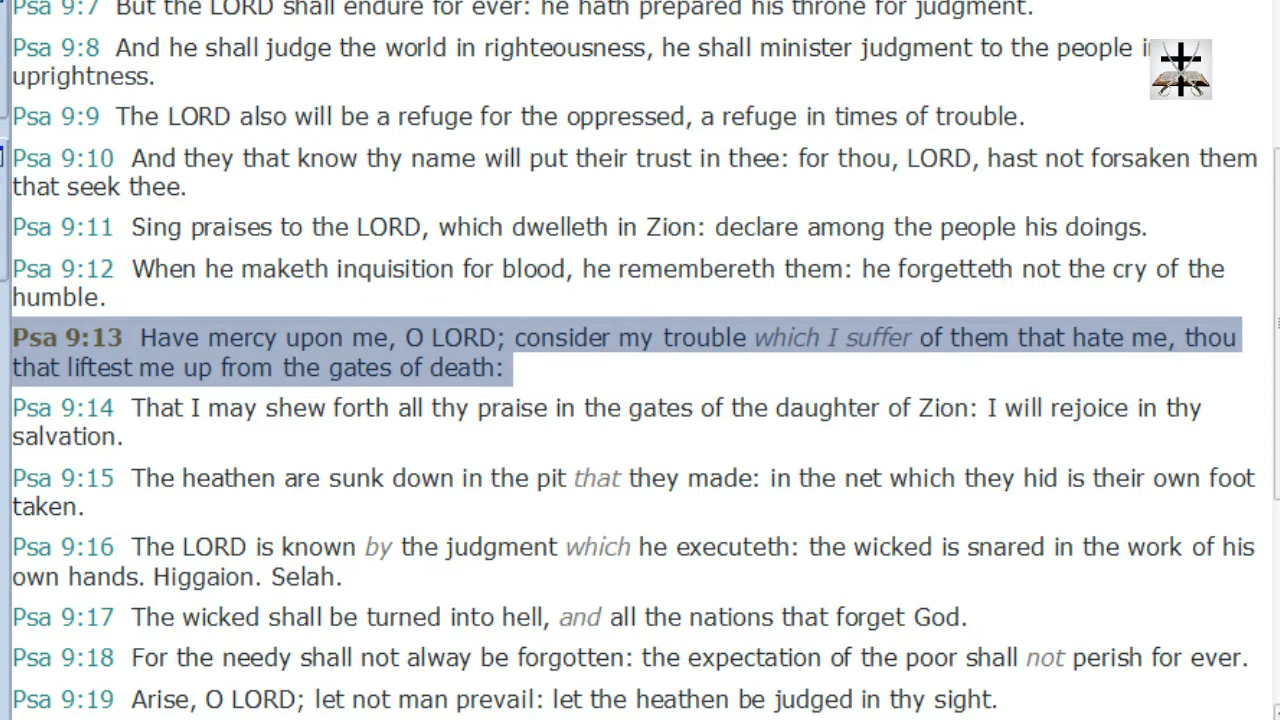 Psa 9:7 But the LORD shall endure for ever: he hath prepared his throne for judgment.
Psa 9:8 And he shall judge the world in righteousness, he shall minister judgment to the people
uprightness.
Psa 9:9 The LORD also will be a refuge for the oppressed, a refuge in times of trouble.
Psa 9:10 And they that know thy name will put their trust in thee: for thou, LORD, hast not forsaken them
that seek thee.
Psa 9:11 Sing praises to the LORD, which dwelleth in Zion: declare among the people his doings.
Psa 9:12 When he maketh inquisition for blood, he remembereth them: he forgetteth not the cry of the
humble.
Psa 9:13 Have mercy upon me, O LORD; consider my trouble which I suffer of them that hate me, thou
that liftest me up from the gates of death:
Psa 9:14 That I may shew forth all thy praise in the gates of the daughter of Zion: I will rejoice in thy
salvation.
Psa 9:15 The heathen are sunk down in the pit that they made: in the net which they hid is their own foot
taken.
Psa 9:16 The LORD is known by the judgment which he executeth: the wicked is snared in the work of his
own hands. Higgaion. Selah.
Psa 9:17 The wicked shall be turned into hell, and all the nations that forget God.
Psa 9:18 For the needy shall not alway be forgotten: the expectation of the poor shall not perish for ever.
Psa 9:19 Arise, O LORD; let not man prevail: let the heathen be judged in thy sight.